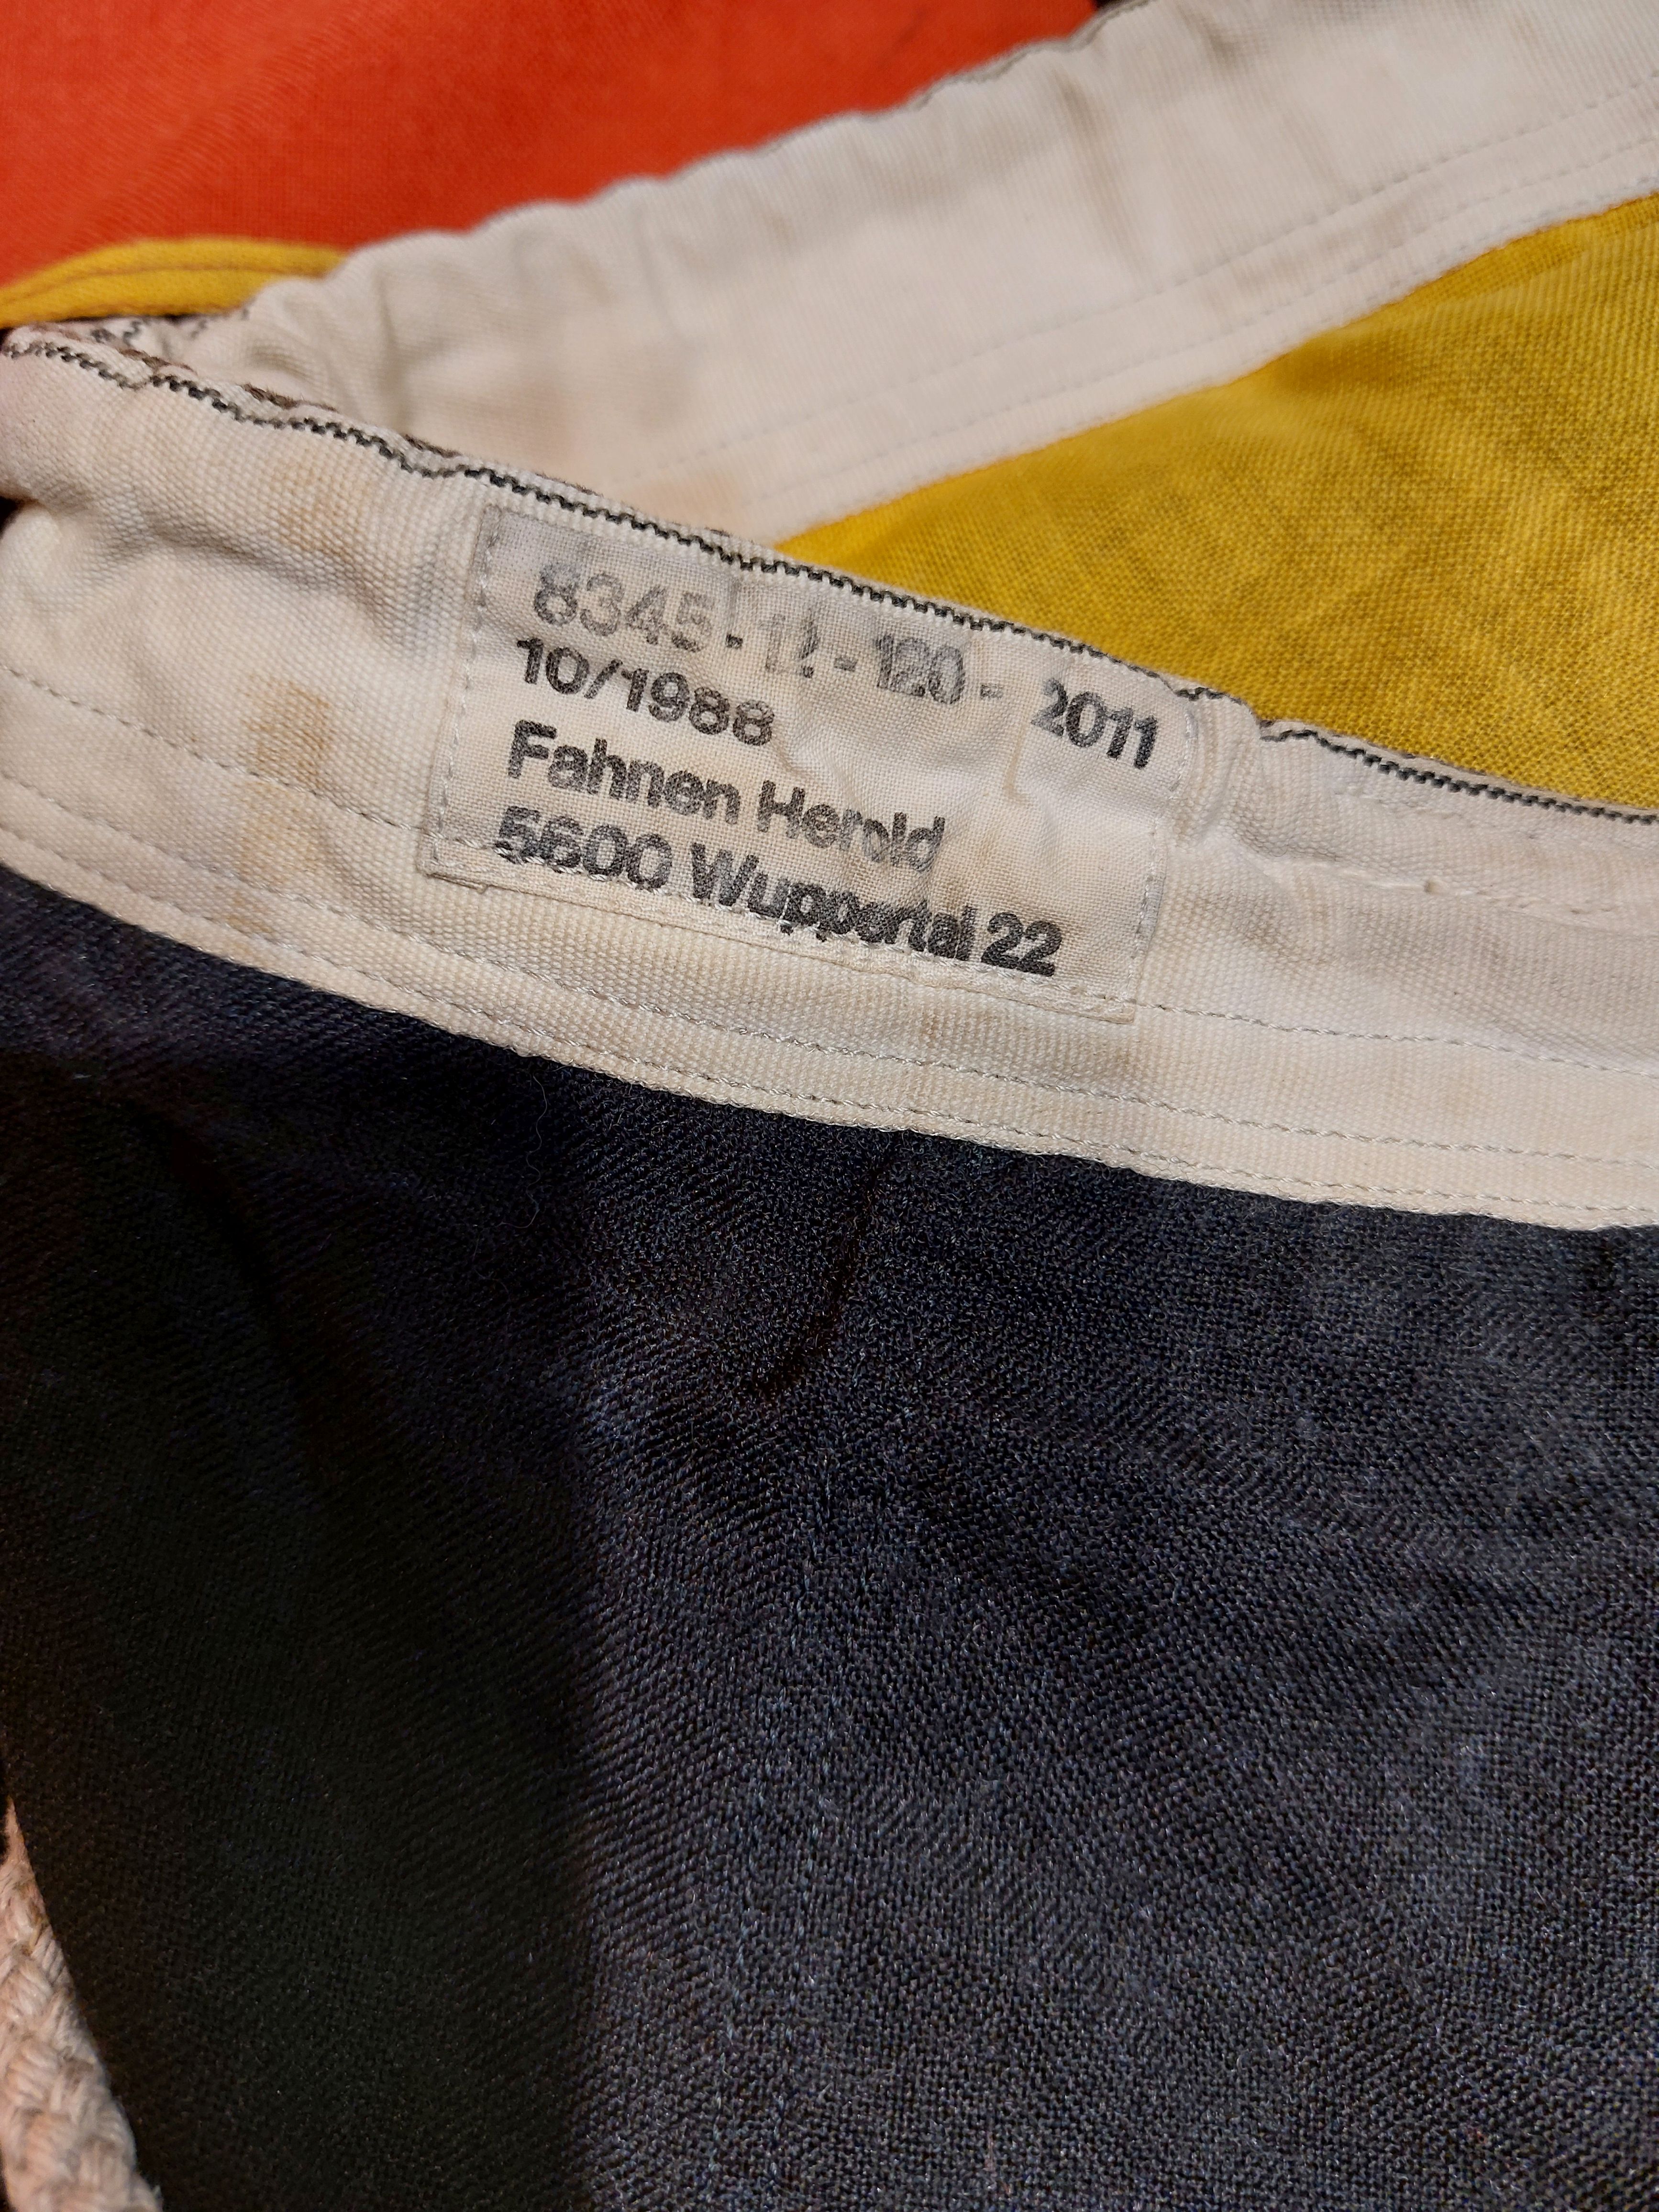 8345-12-120-2011
10/1988
Fahnen Herold
5600 Wuppertal 22